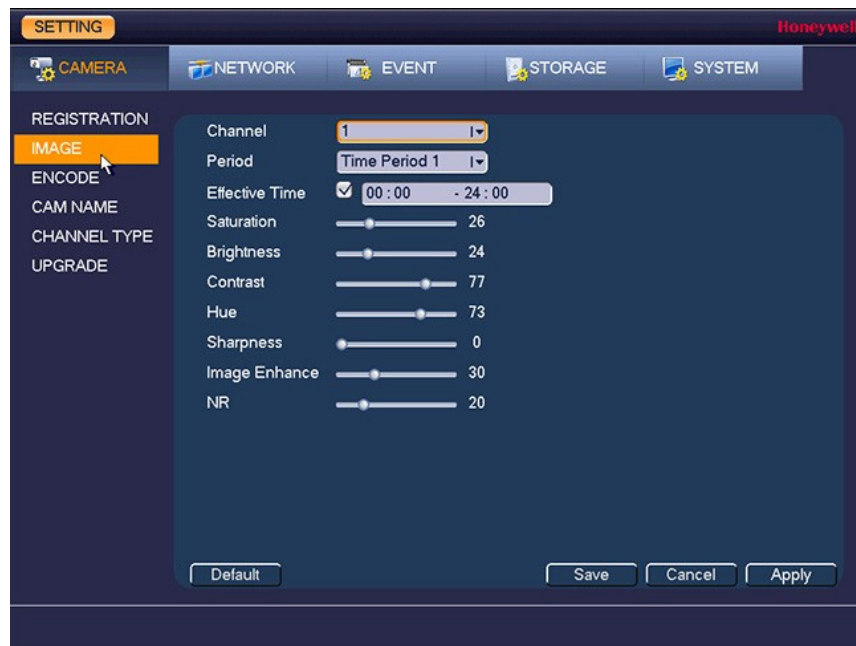 SETTING
Honeywell
CAMERA NETWORK EVENT STORAGE SYSTEM
REGISTRATION
IMAGE
ENCODE
CAM NAME
CHANNEL TYPE
UPGRADE
Channel 1
Period Time Period 1
Effective Time 00 : 00 - 24 : 00
Saturation 26
Brightness 24
Contrast 77
Hue 73
Sharpness 0
Image Enhance 30
NR 20
Default Save Cancel Apply